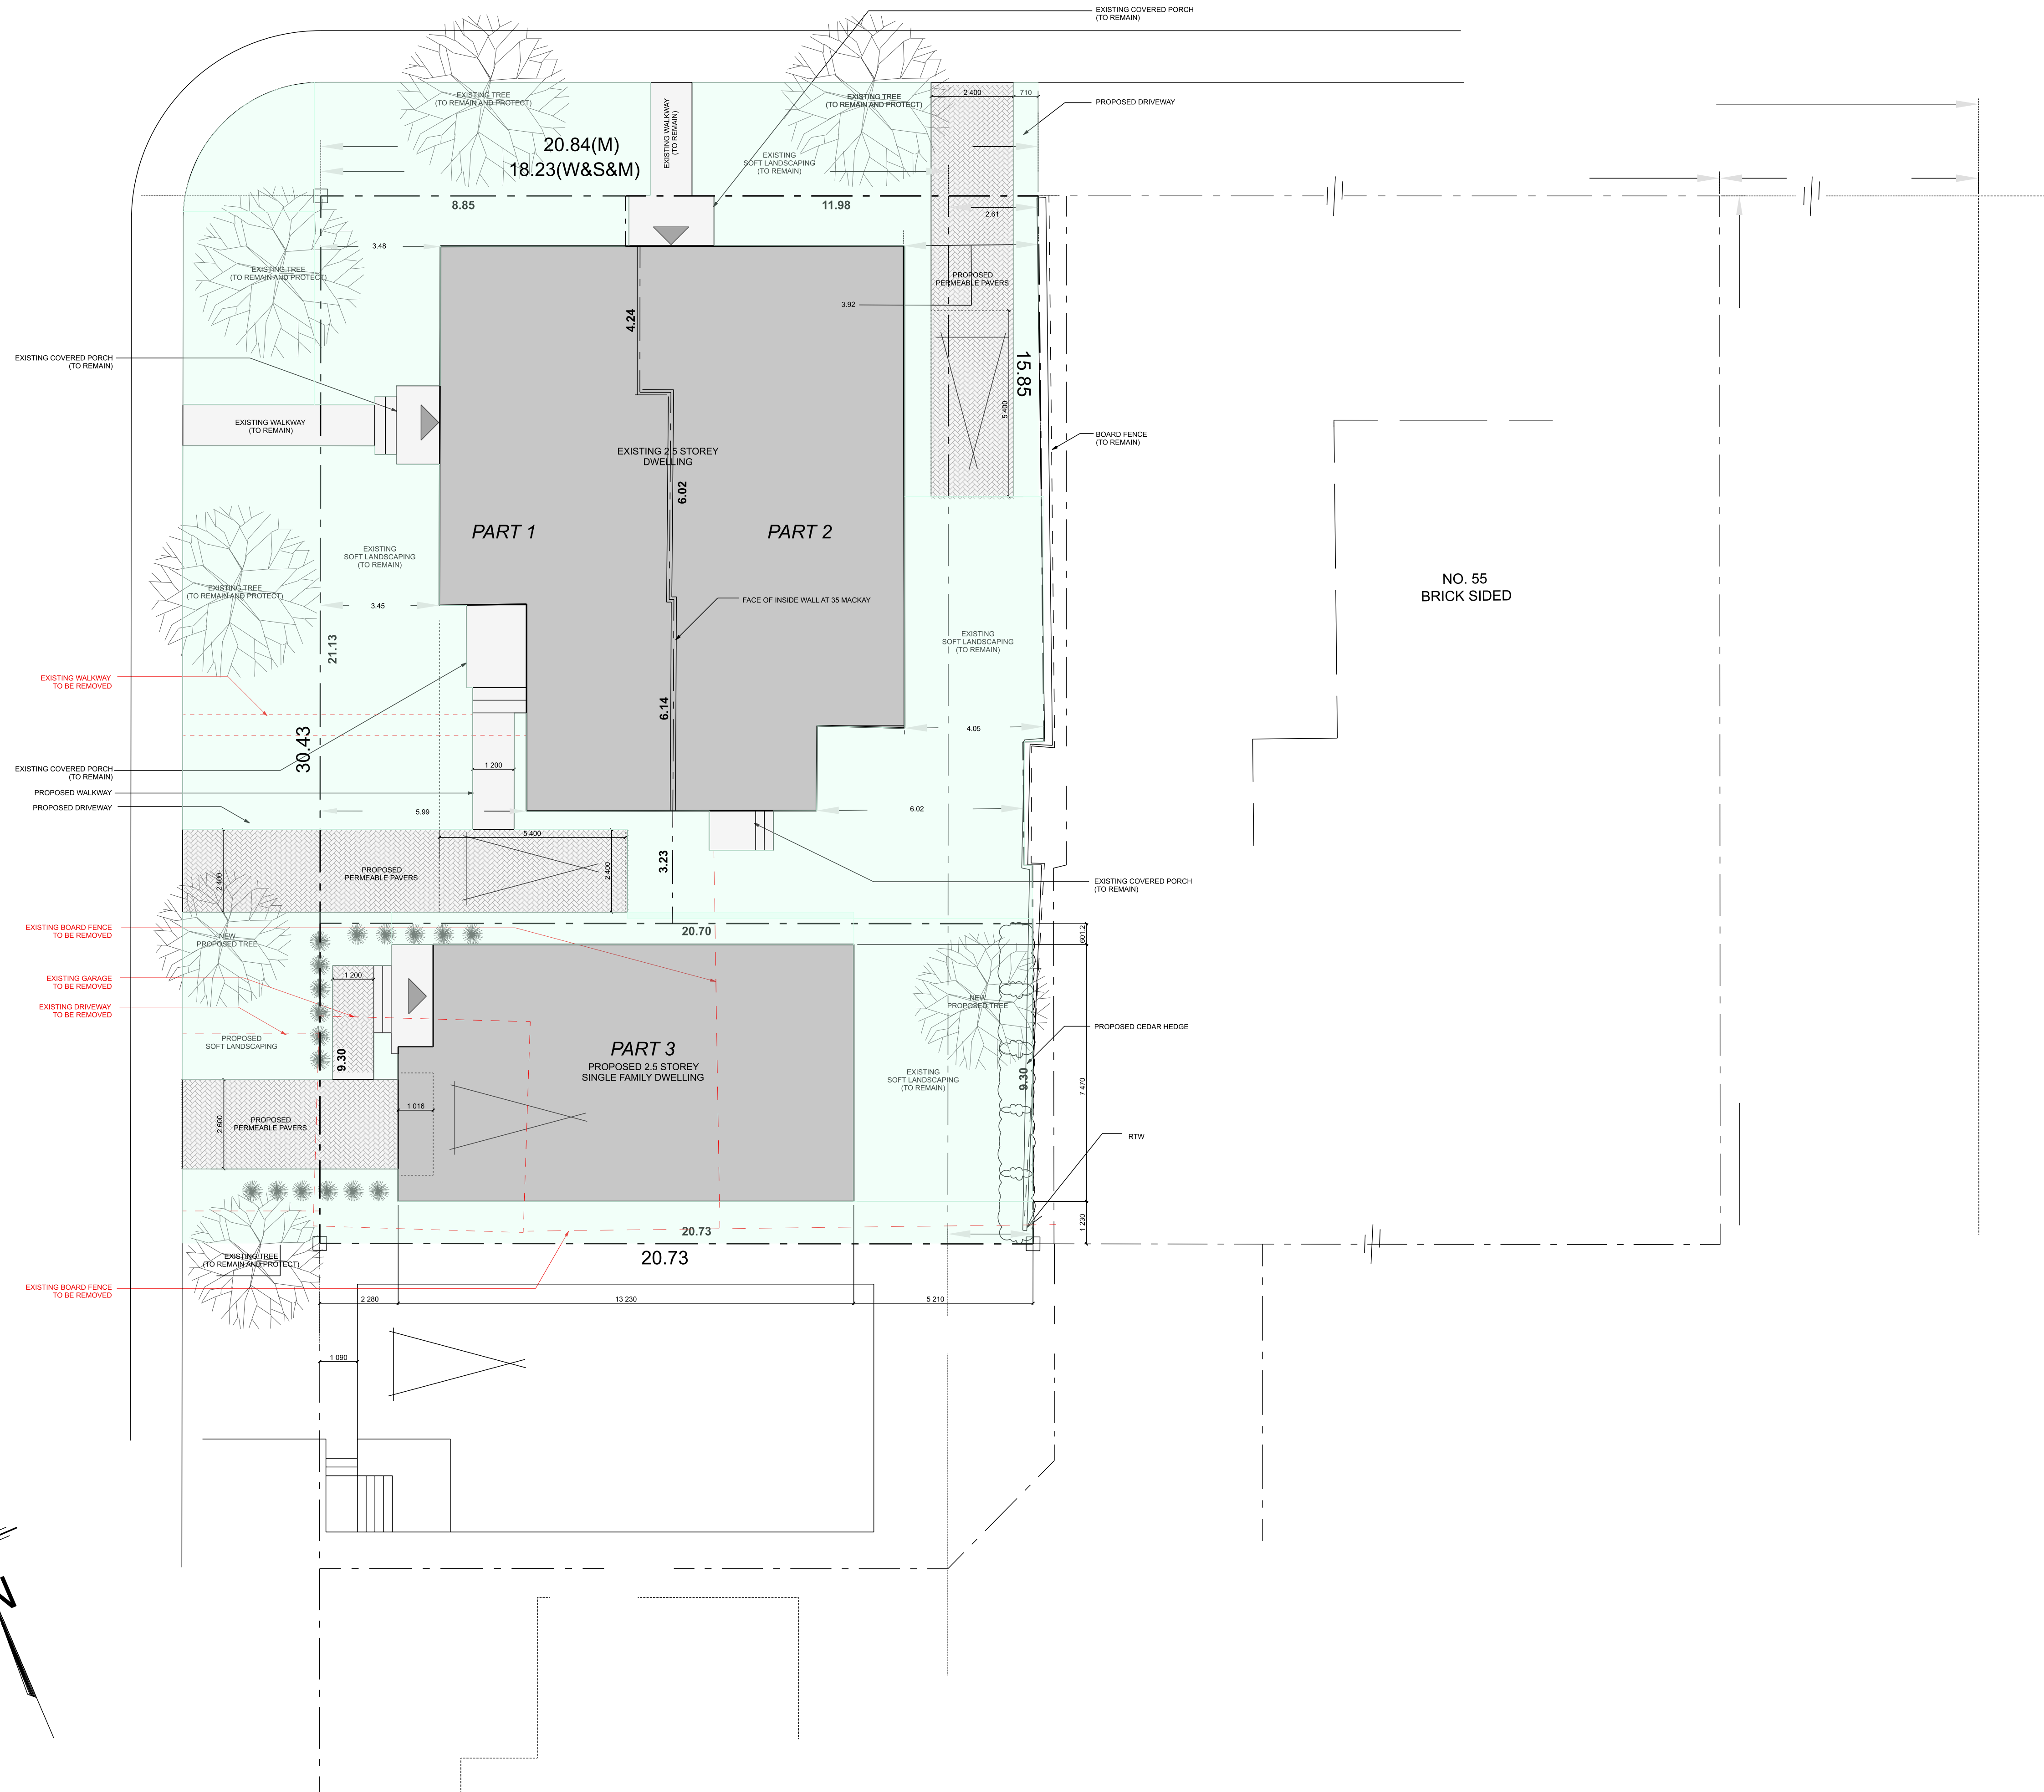 EXISTING COVERED PORCH
(TO REMAIN)
EXISTING TREE
(TO REMAIN AND PROTECT)
EXISTING WALKWAY
(TO REMAIN)
EXISTING TREE
(TO REMAIN AND PROTECT)
2 400
710
PROPOSED DRIVEWAY
20.84(M)
18.23(W&S&M)
EXISTING
SOFT LANDSCAPING
(TO REMAIN)
8.85
11.98
2.61
3.48
EXISTING TREE
(TO REMAIN AND PROTECT)
PROPOSED
PERMEABLE PAVERS
3.92
4.24
15.85
5 400
EXISTING COVERED PORCH
(TO REMAIN)
EXISTING WALKWAY
(TO REMAIN)
BOARD FENCE
(TO REMAIN)
EXISTING 2.5 STOREY
DWELLING
6.02
PART 1
PART 2
EXISTING
SOFT LANDSCAPING
(TO REMAIN)
NO. 55
BRICK SIDED
EXISTING TREE
(TO REMAIN AND PROTECT)
3.45
FACE OF INSIDE WALL AT 35 MACKAY
21.13
EXISTING
SOFT LANDSCAPING
(TO REMAIN)
EXISTING WALKWAY
TO BE REMOVED
6.14
30.43
4.05
EXISTING COVERED PORCH
(TO REMAIN)
1 200
PROPOSED WALKWAY
PROPOSED DRIVEWAY
5.99
6.02
5 400
3.23
2 400
PROPOSED
PERMEABLE PAVERS
2 400
EXISTING COVERED PORCH
(TO REMAIN)
EXISTING BOARD FENCE
TO BE REMOVED
NEW
PROPOSED TREE
20.70
601.2
EXISTING GARAGE
TO BE REMOVED
1 200
EXISTING DRIVEWAY
TO BE REMOVED
NEW
PROPOSED TREE
PROPOSED
SOFT LANDSCAPING
9.30
PART 3
PROPOSED 2.5 STOREY
SINGLE FAMILY DWELLING
PROPOSED CEDAR HEDGE
EXISTING
SOFT LANDSCAPING
(TO REMAIN)
9.30
7 470
1 016
2 600
PROPOSED
PERMEABLE PAVERS
RTW
1 230
20.73
20.73
EXISTING TREE
(TO REMAIN AND PROTECT)
EXISTING BOARD FENCE
TO BE REMOVED
2 280
13 230
5 210
1 090